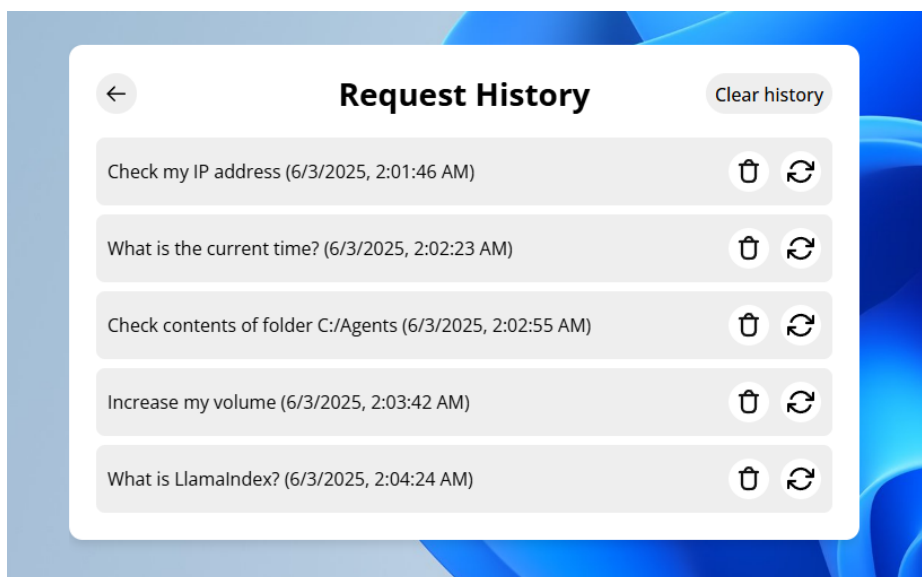 Request History
Clear history
Check my IP address (6/3/2025, 2:01:46 AM)
What is the current time? (6/3/2025, 2:02:23 AM)
Check contents of folder C:/Agents (6/3/2025, 2:02:55 AM)
Increase my volume (6/3/2025, 2:03:42 AM)
What is LlamaIndex? (6/3/2025, 2:04:24 AM)